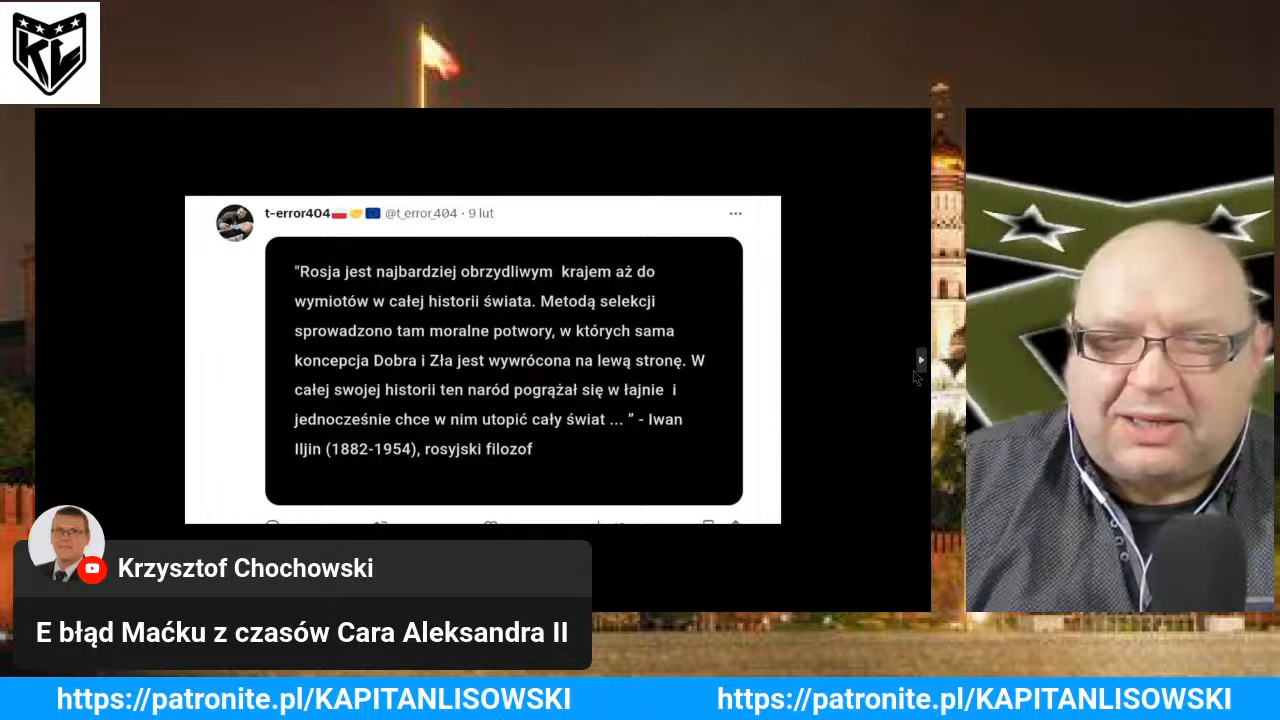 KL
t-error404 @t_error_404 · 9 lut
"Rosja jest najbardziej obrzydliwym krajem aż do
wymiotów w całej historii świata. Metodą selekcji
sprowadzono tam moralne potwory, w których sama
koncepcja Dobra i Zła jest wywrócona na lewą stronę. W
całej swojej historii ten naród pogrążał się w łajnie i
jednocześnie chce w nim utopić cały świat ... ” - Iwan
Iljin (1882-1954), rosyjski filozof
Krzysztof Chochowski
E błąd Maćku z czasów Cara Aleksandra II
https://patronite.pl/KAPITANLISOWSKI
https://patronite.pl/KAPITANLISOWSKI